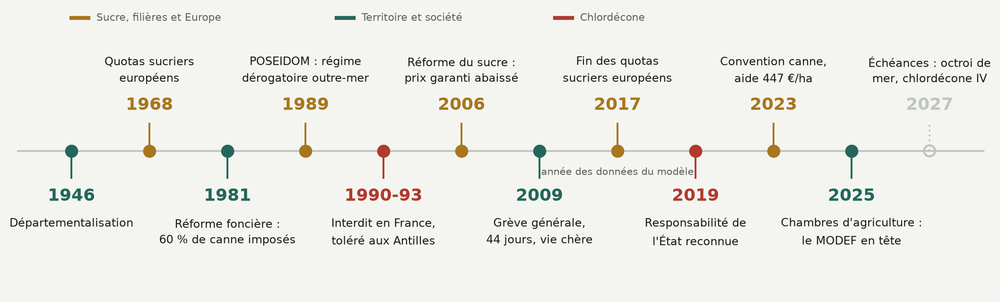 Sucre, filières et Europe
Territoire et société
Chlordécone
Quotas sucriers
européens
1968
POSEIDOM : régime
dérogatoire outre-mer
1989
Réforme du sucre :
prix garanti abaissé
2006
Fin des quotas
sucriers européens
2017
Convention canne,
aide 447 €/ha
2023
Échéances : octroi de
mer, chlordécone IV
2027
année des données du modèle
1946
Départementalisation
1981
Réforme foncière :
60 % de canne imposés
1990-93
Interdit en France,
toléré aux Antilles
2009
Grève générale,
44 jours, vie chère
2019
Responsabilité de
l'État reconnue
2025
Chambres d'agriculture :
le MODEF en tête